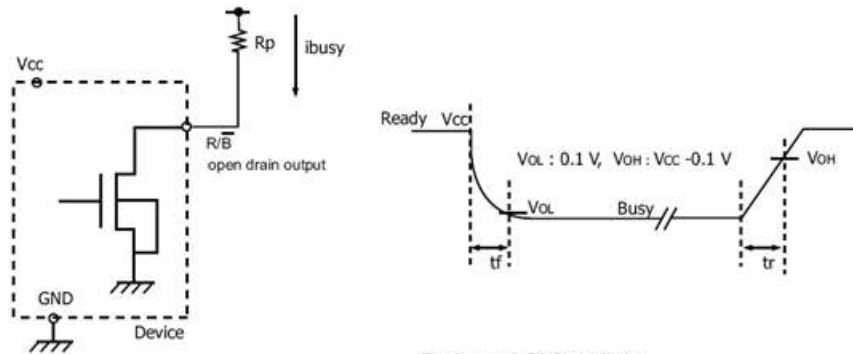 Rp
ibusy
Vcc
R/B̅
open drain output
GND
Device
Ready Vcc
VOL : 0.1 V, VOH : VCC -0.1 V
VOH
VOL
Busy
tf
tr